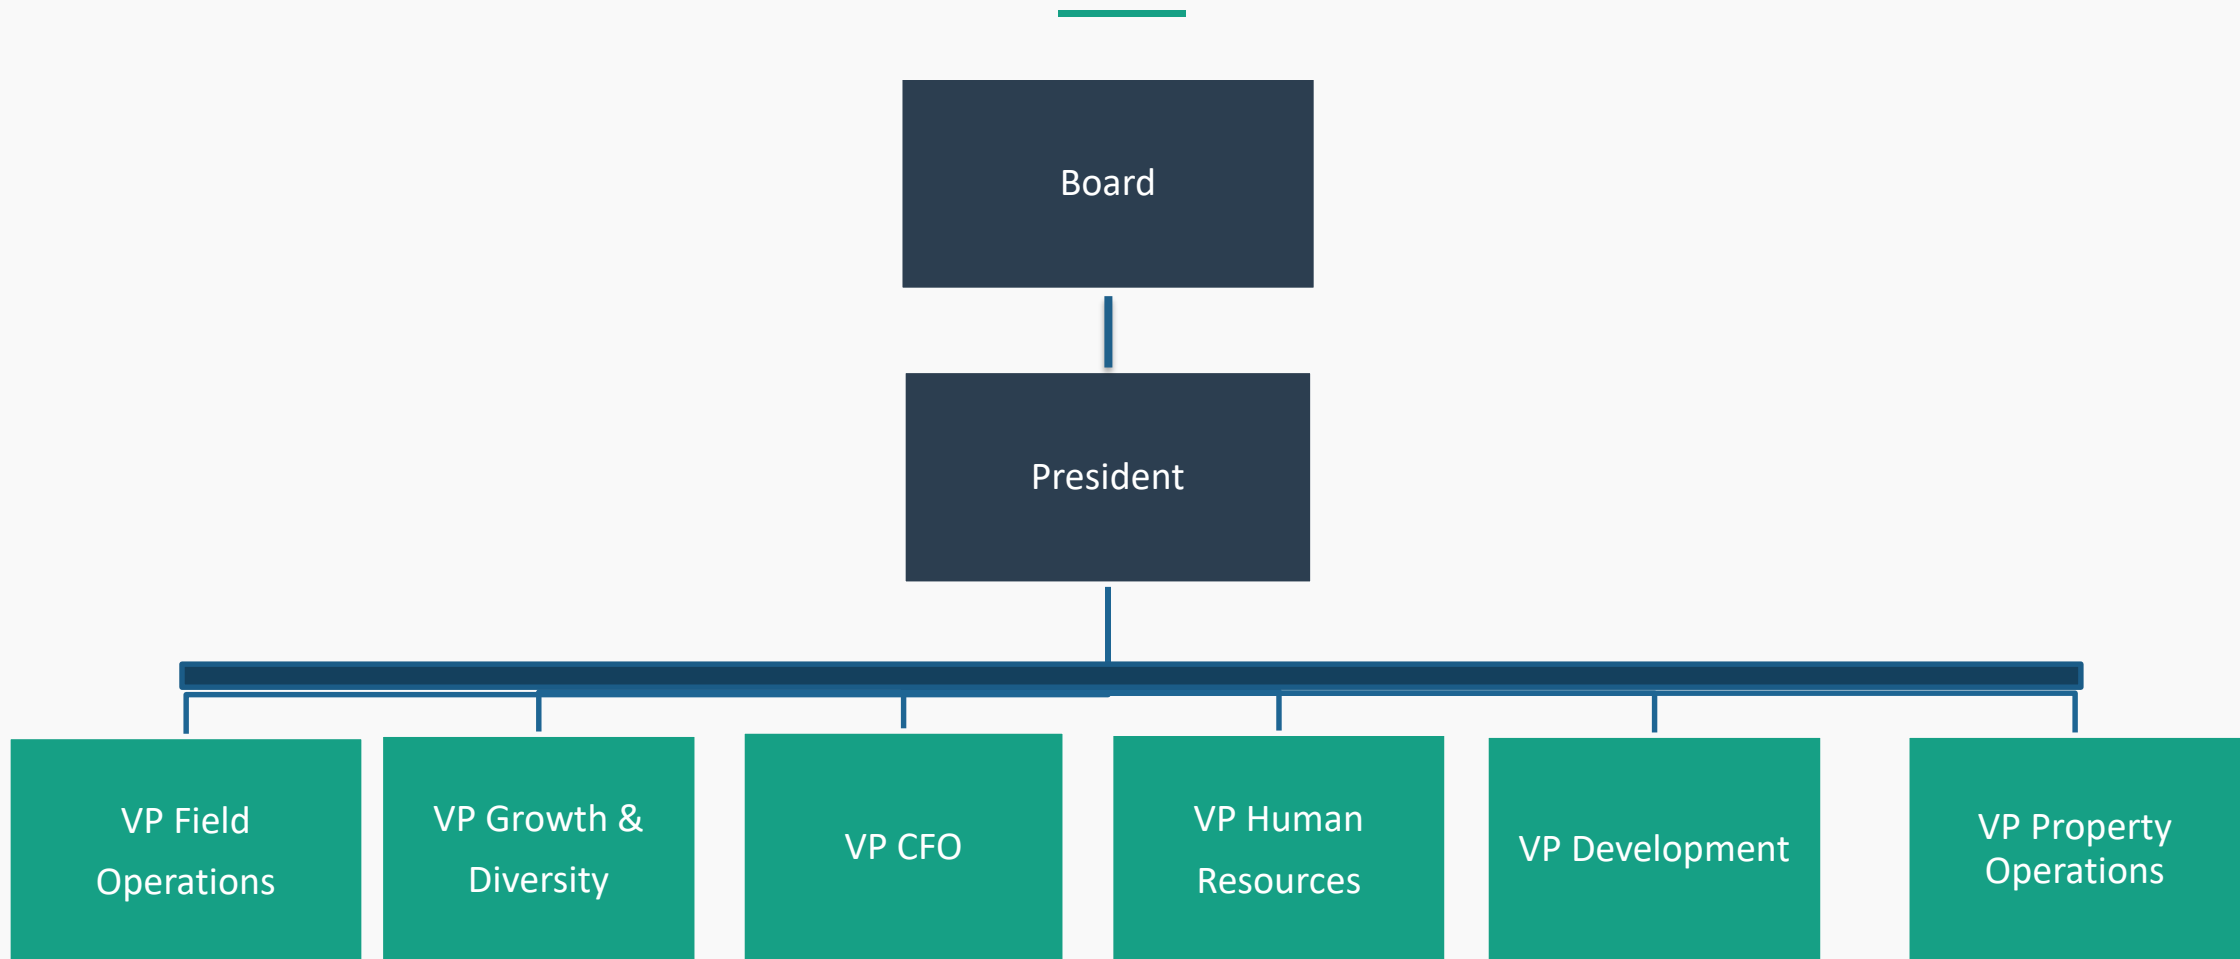 Board
President
VP Field
Operations
VP Growth &
Diversity
VP CFO
VP Human
Resources
VP Development
VP Property
Operations